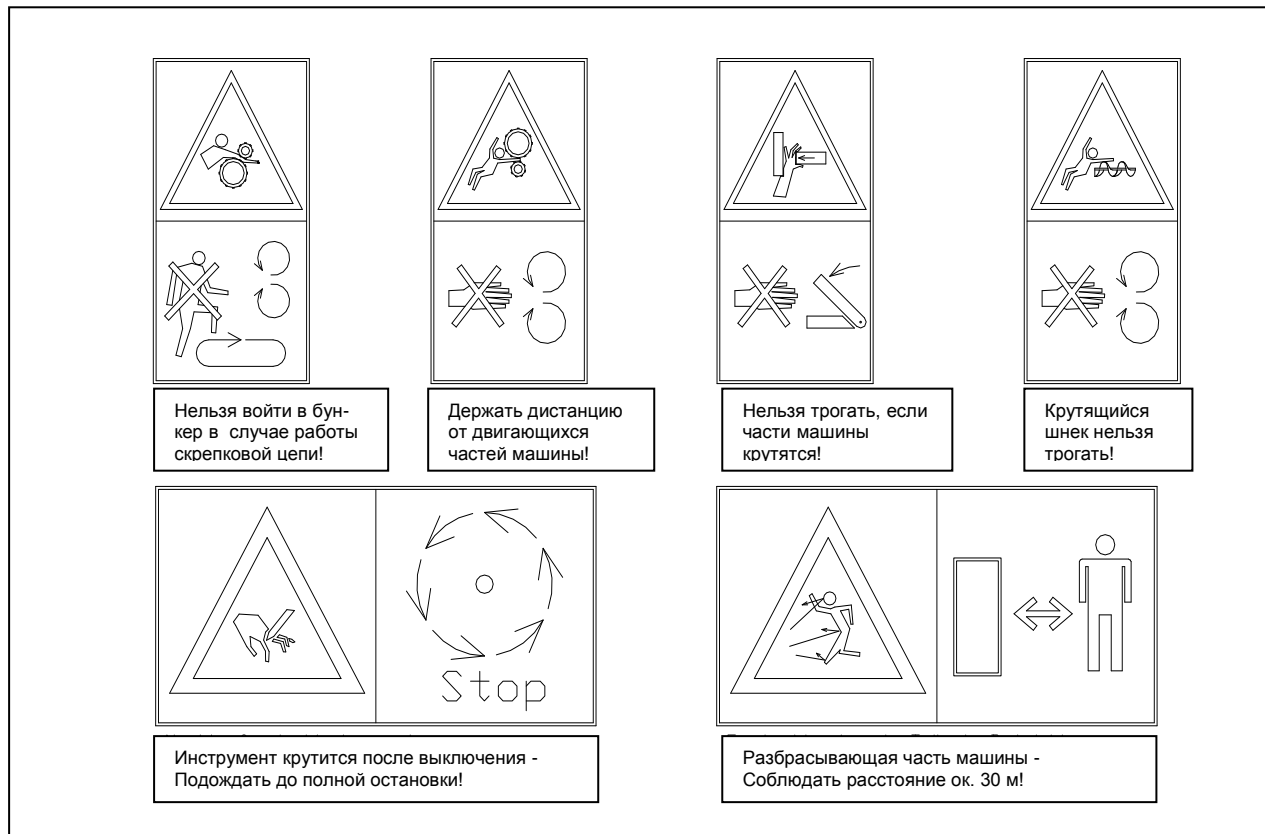 Нельзя войти в бун-
кер в случае работы
скрепковой цепи!
Держать дистанцию
от двигающихся
частей машины!
Нельзя трогать, если
части машины
крутятся!
Крутящийся
шнек нельзя
трогать!
Stop
Инструмент крутится после выключения -
Подождать до полной остановки!
Разбрасывающая часть машины -
Соблюдать расстояние ок. 30 м!